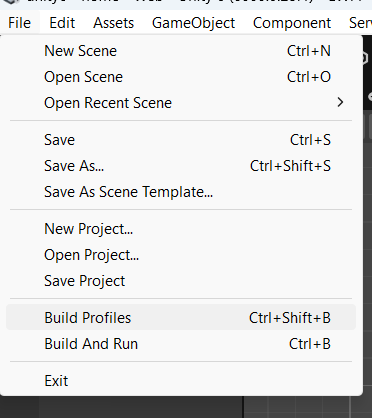 File Edit Assets GameObject Component
New Scene Ctrl+N
Open Scene Ctrl+O
Open Recent Scene
Save Ctrl+S
Save As... Ctrl+Shift+S
Save As Scene Template...
New Project...
Open Project...
Save Project
Build Profiles Ctrl+Shift+B
Build And Run Ctrl+B
Exit